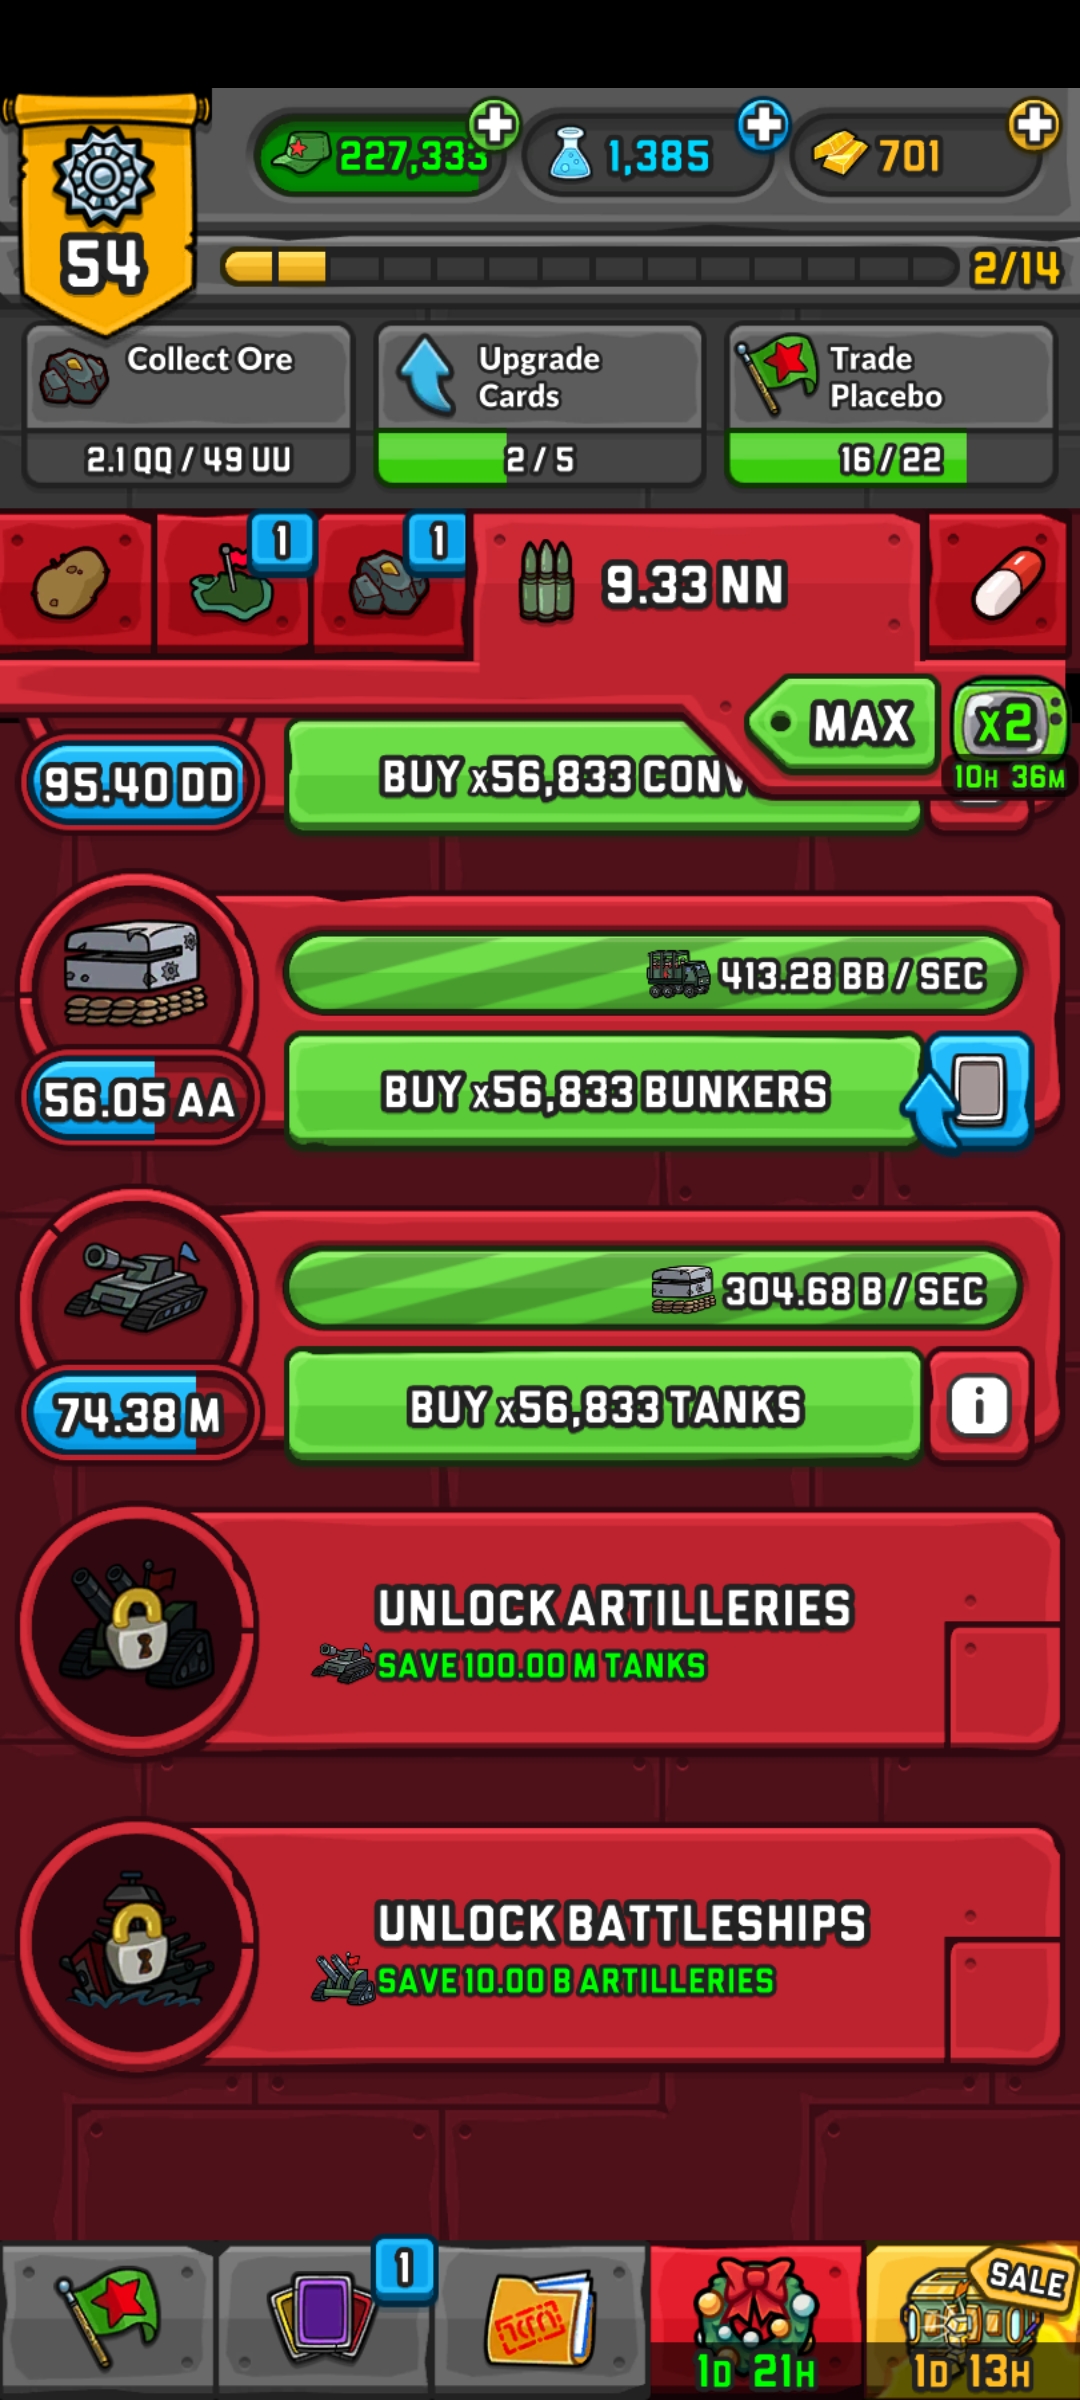 227,333
1,385
701
54
2/14
Collect Ore
2.1 QQ / 49 UU
Upgrade
Cards
2 / 5
Trade
Placebo
16 / 22
1
1
9.33 NN
MAX
x2
10H 36M
95.40 DD
BUY x56,833 CONV
413.28 BB / SEC
56.05 AA
BUY x56,833 BUNKERS
304.68 B / SEC
74.38 M
BUY x56,833 TANKS
i
UNLOCK ARTILLERIES
SAVE 100.00 M TANKS
UNLOCK BATTLESHIPS
SAVE 10.00 B ARTILLERIES
1
SALE
1D 21H
1D 13H